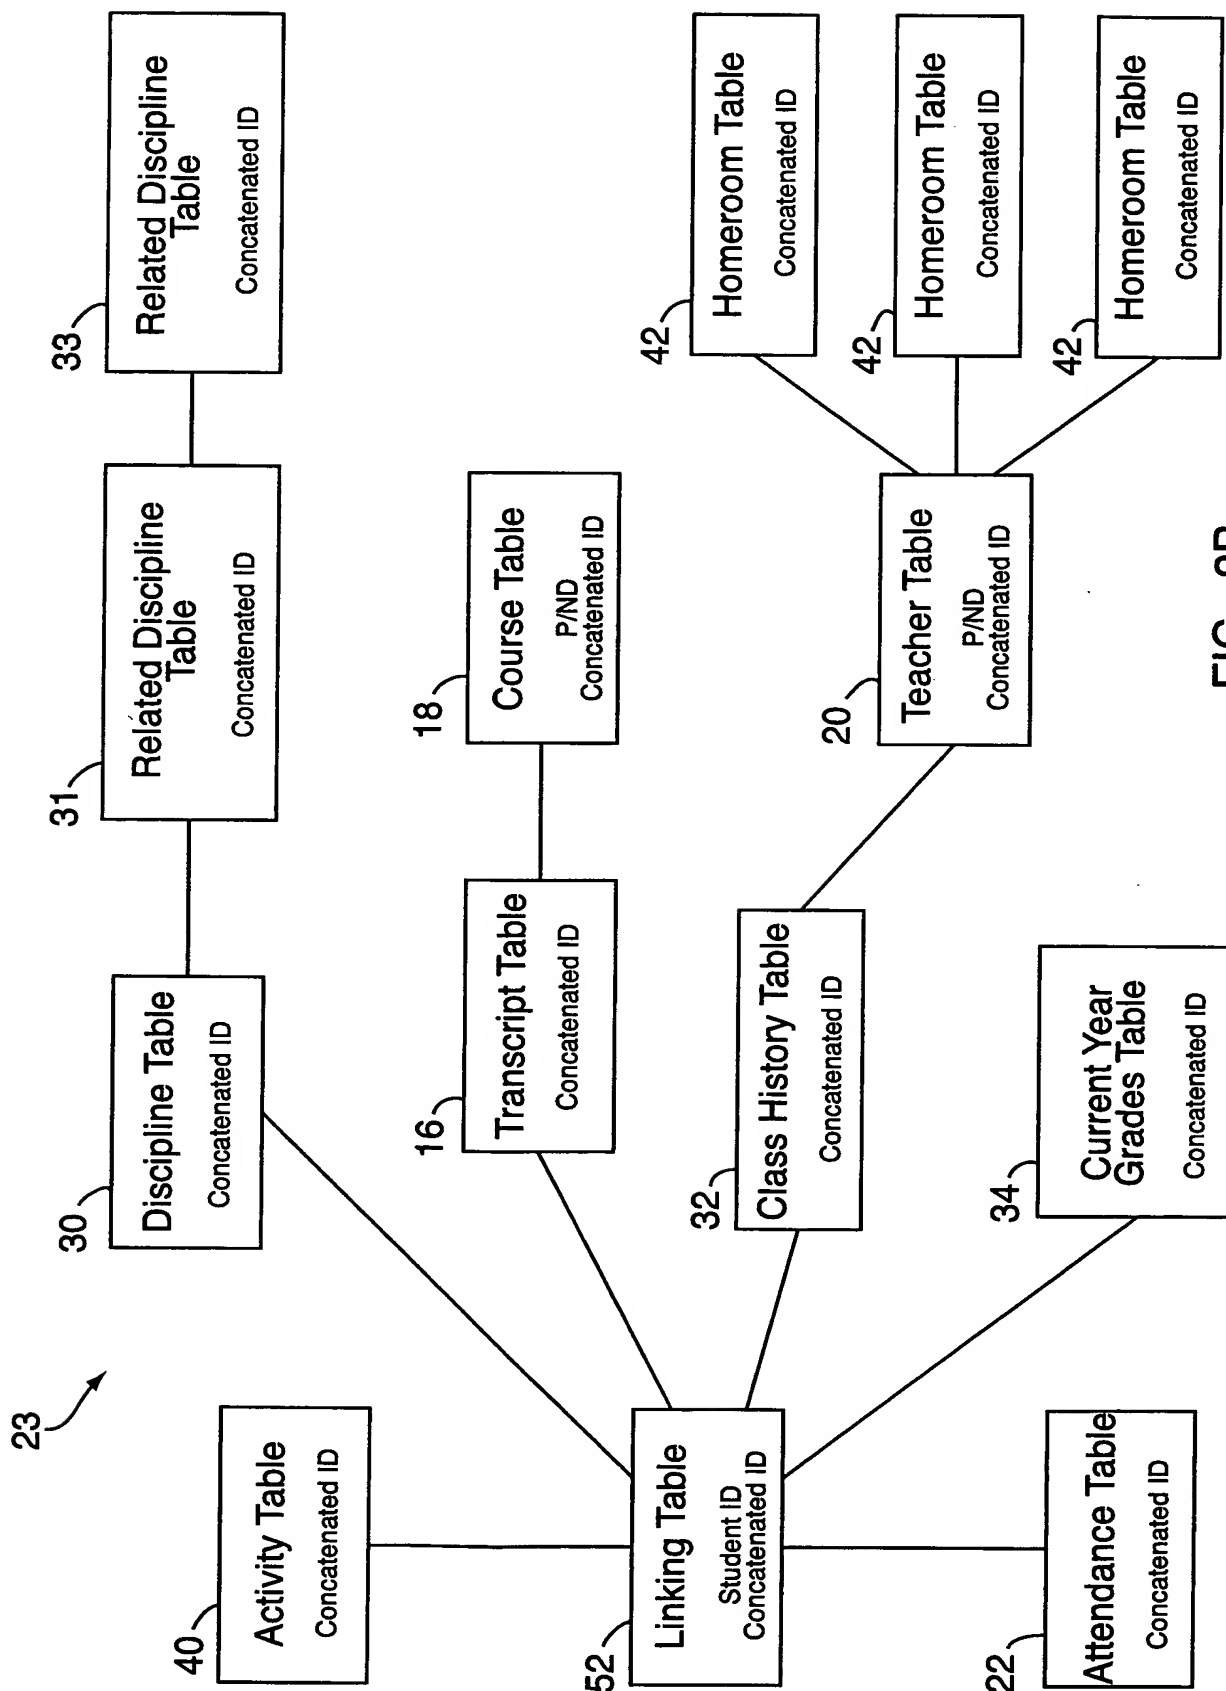 23
40
Activity Table
Concatenated ID
30
Discipline Table
Concatenated ID
31
Related Discipline
Table
Concatenated ID
33
Related Discipline
Table
Concatenated ID
52
Linking Table
Student ID
Concatenated ID
16
Transcript Table
Concatenated ID
18
Course Table
P/ND
Concatenated ID
32
Class History Table
Concatenated ID
20
Teacher Table
P/ND
Concatenated ID
42
Homeroom Table
Concatenated ID
42
Homeroom Table
Concatenated ID
42
Homeroom Table
Concatenated ID
22
Attendance Table
Concatenated ID
34
Current Year
Grades Table
Concatenated ID
FIG.